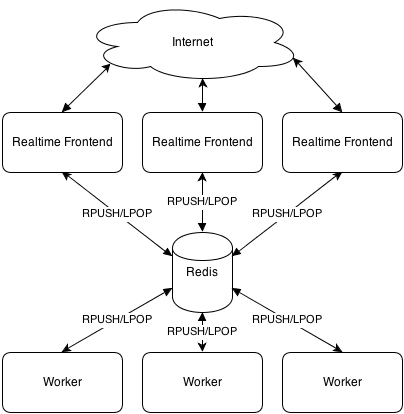 Internet
Realtime Frontend
Realtime Frontend
Realtime Frontend
RPUSH/LPOP
RPUSH/LPOP
RPUSH/LPOP
Redis
RPUSH/LPOP
RPUSH/LPOP
RPUSH/LPOP
Worker
Worker
Worker